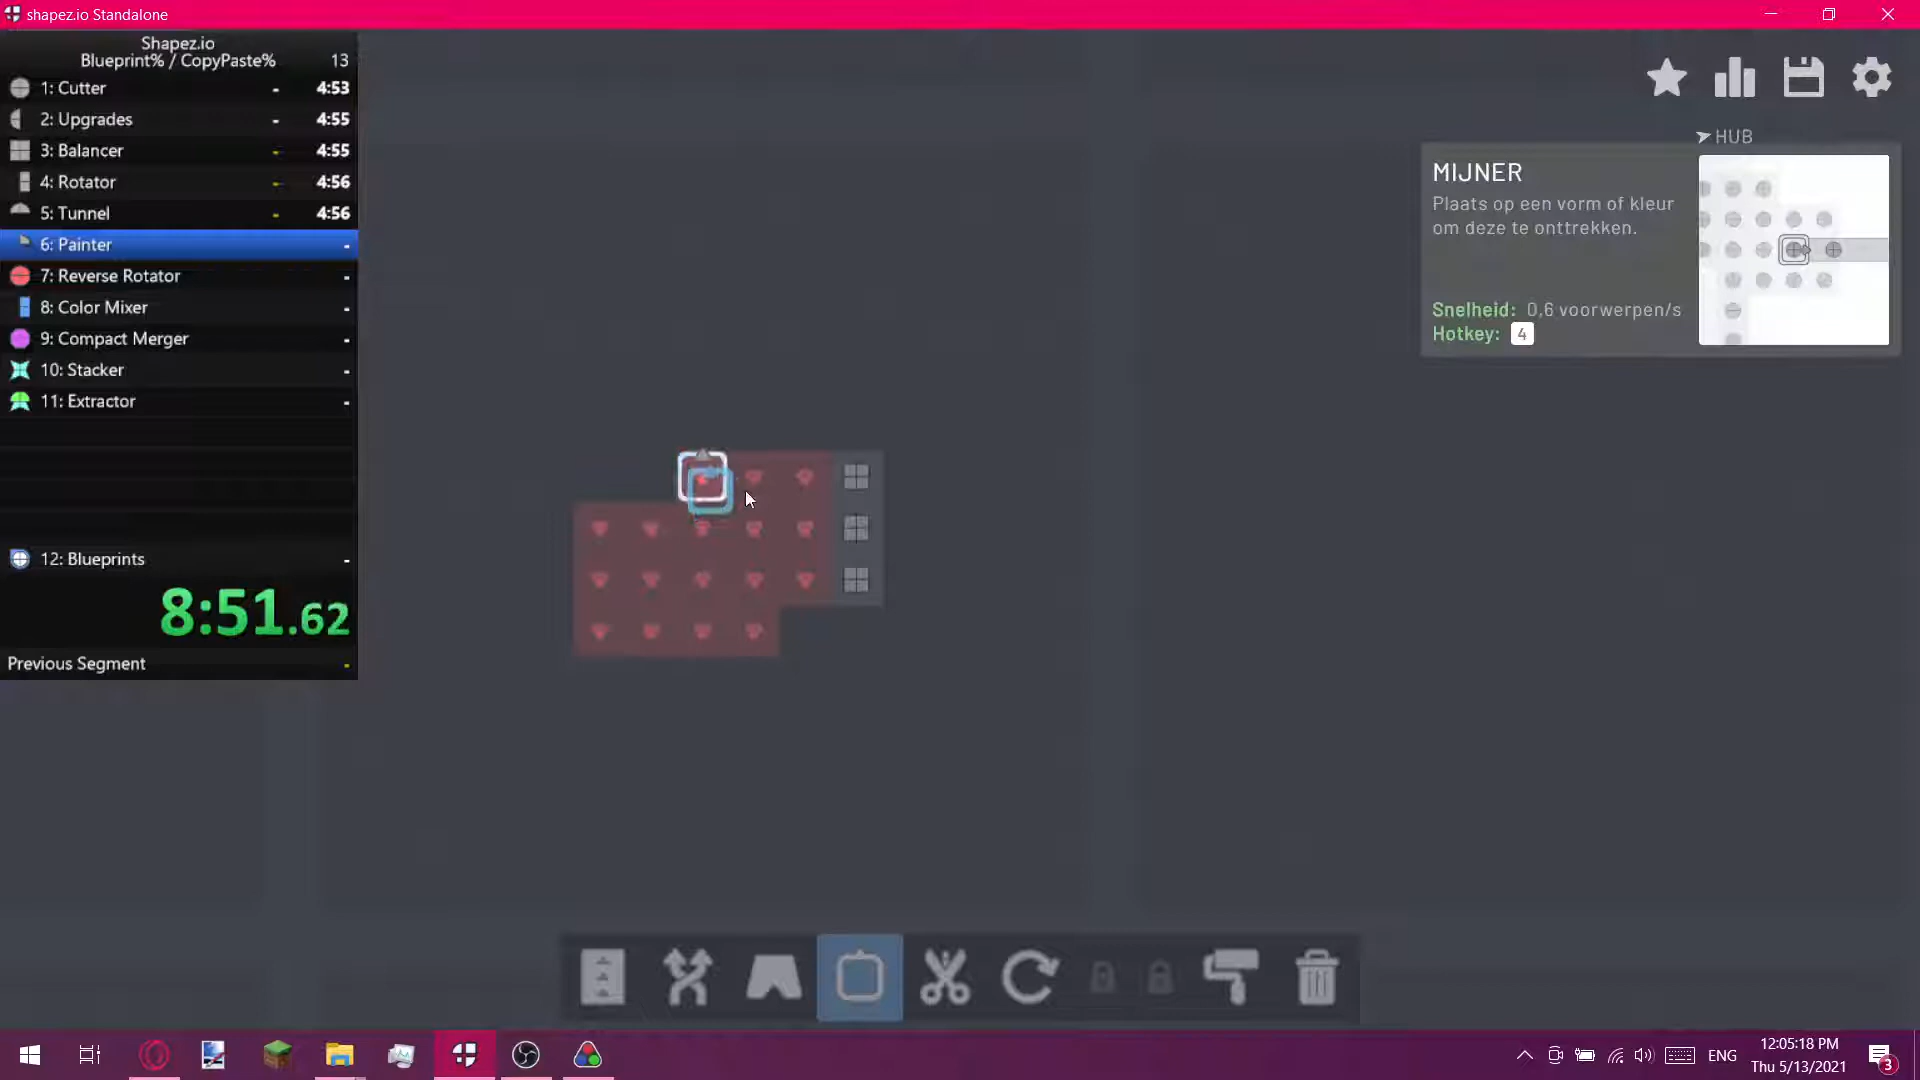 shapez.io Standalone
Shapez.io
Blueprint% / CopyPaste% 13
1: Cutter - 4:53
2: Upgrades - 4:55
3: Balancer - 4:55
4: Rotator - 4:56
5: Tunnel - 4:56
6: Painter -
7: Reverse Rotator -
8: Color Mixer -
9: Compact Merger -
10: Stacker -
11: Extractor -
12: Blueprints -
8:51.62
Previous Segment -
HUB
MIJNER
Plaats op een vorm of kleur
om deze te onttrekken.
Snelheid: 0,6 voorwerpen/s
Hotkey: 4
ENG
12:05:18 PM
Thu 5/13/2021
3